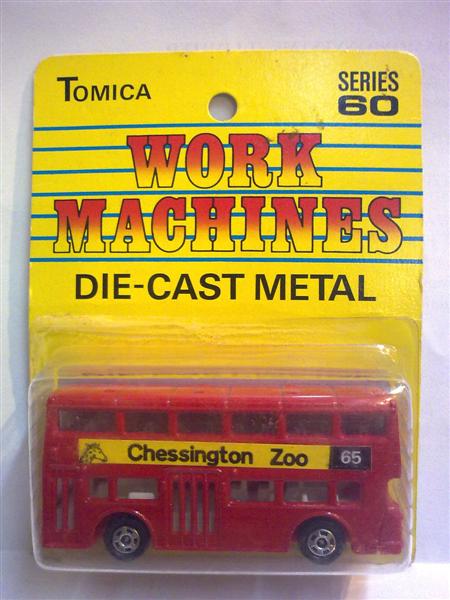 TOMICA
SERIES
60
WORK
MACHINES
DIE-CAST METAL
Chessington Zoo 65